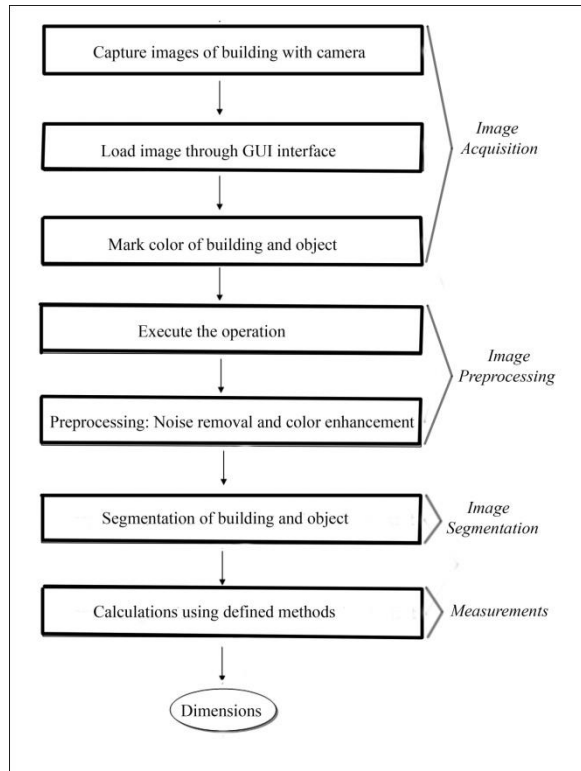 Capture images of building with camera
Load image through GUI interface
Image
Acquisition
Mark color of building and object
Execute the operation
Image
Preprocessing
Preprocessing: Noise removal and color enhancement
Segmentation of building and object
Image
Segmentation
Calculations using defined methods
Measurements
Dimensions